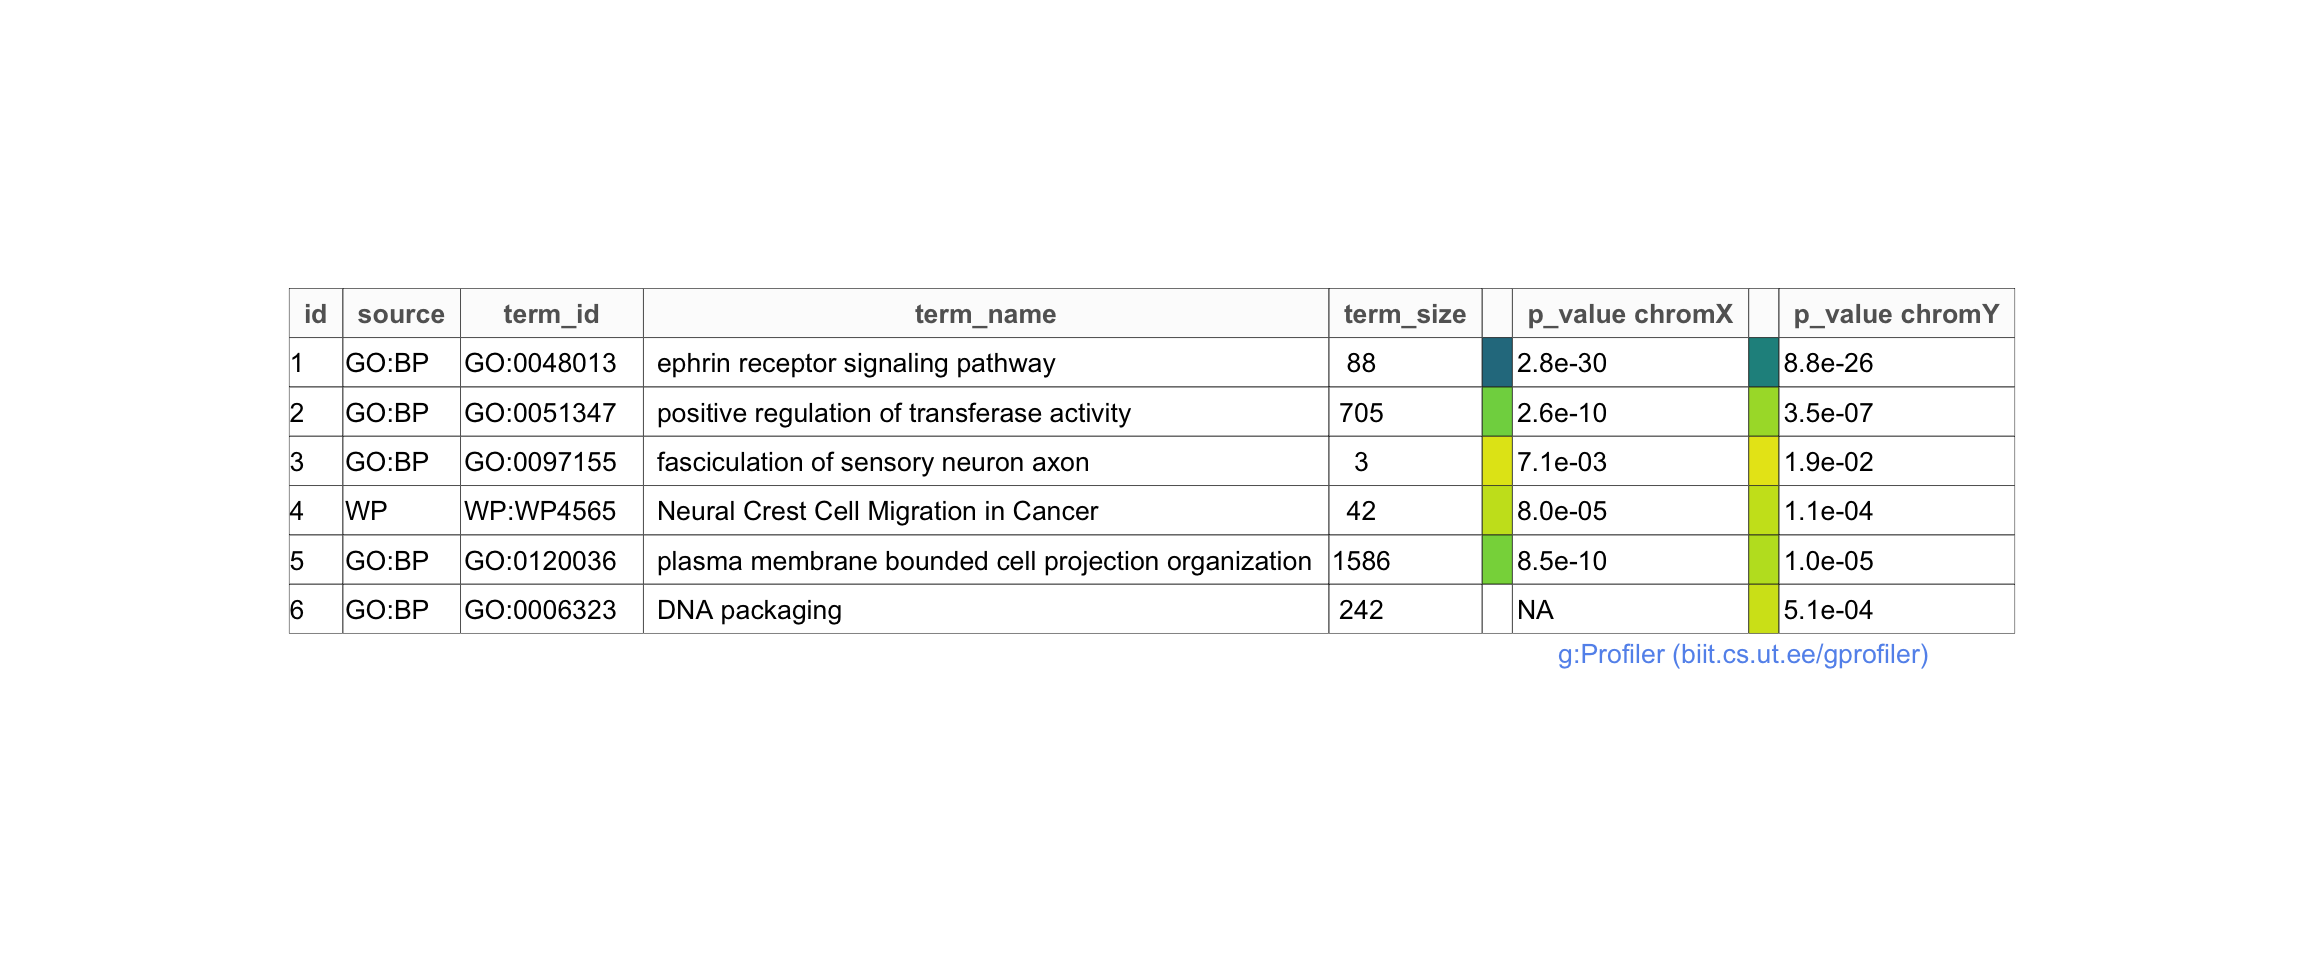 id source term_id term_name term_size p_value chromX p_value chromY
1 GO:BP GO:0048013 ephrin receptor signaling pathway 88 2.8e-30 8.8e-26
2 GO:BP GO:0051347 positive regulation of transferase activity 705 2.6e-10 3.5e-07
3 GO:BP GO:0097155 fasciculation of sensory neuron axon 3 7.1e-03 1.9e-02
4 WP WP:WP4565 Neural Crest Cell Migration in Cancer 42 8.0e-05 1.1e-04
5 GO:BP GO:0120036 plasma membrane bounded cell projection organization 1586 8.5e-10 1.0e-05
6 GO:BP GO:0006323 DNA packaging 242 NA 5.1e-04
g:Profiler (biit.cs.ut.ee/gprofiler)